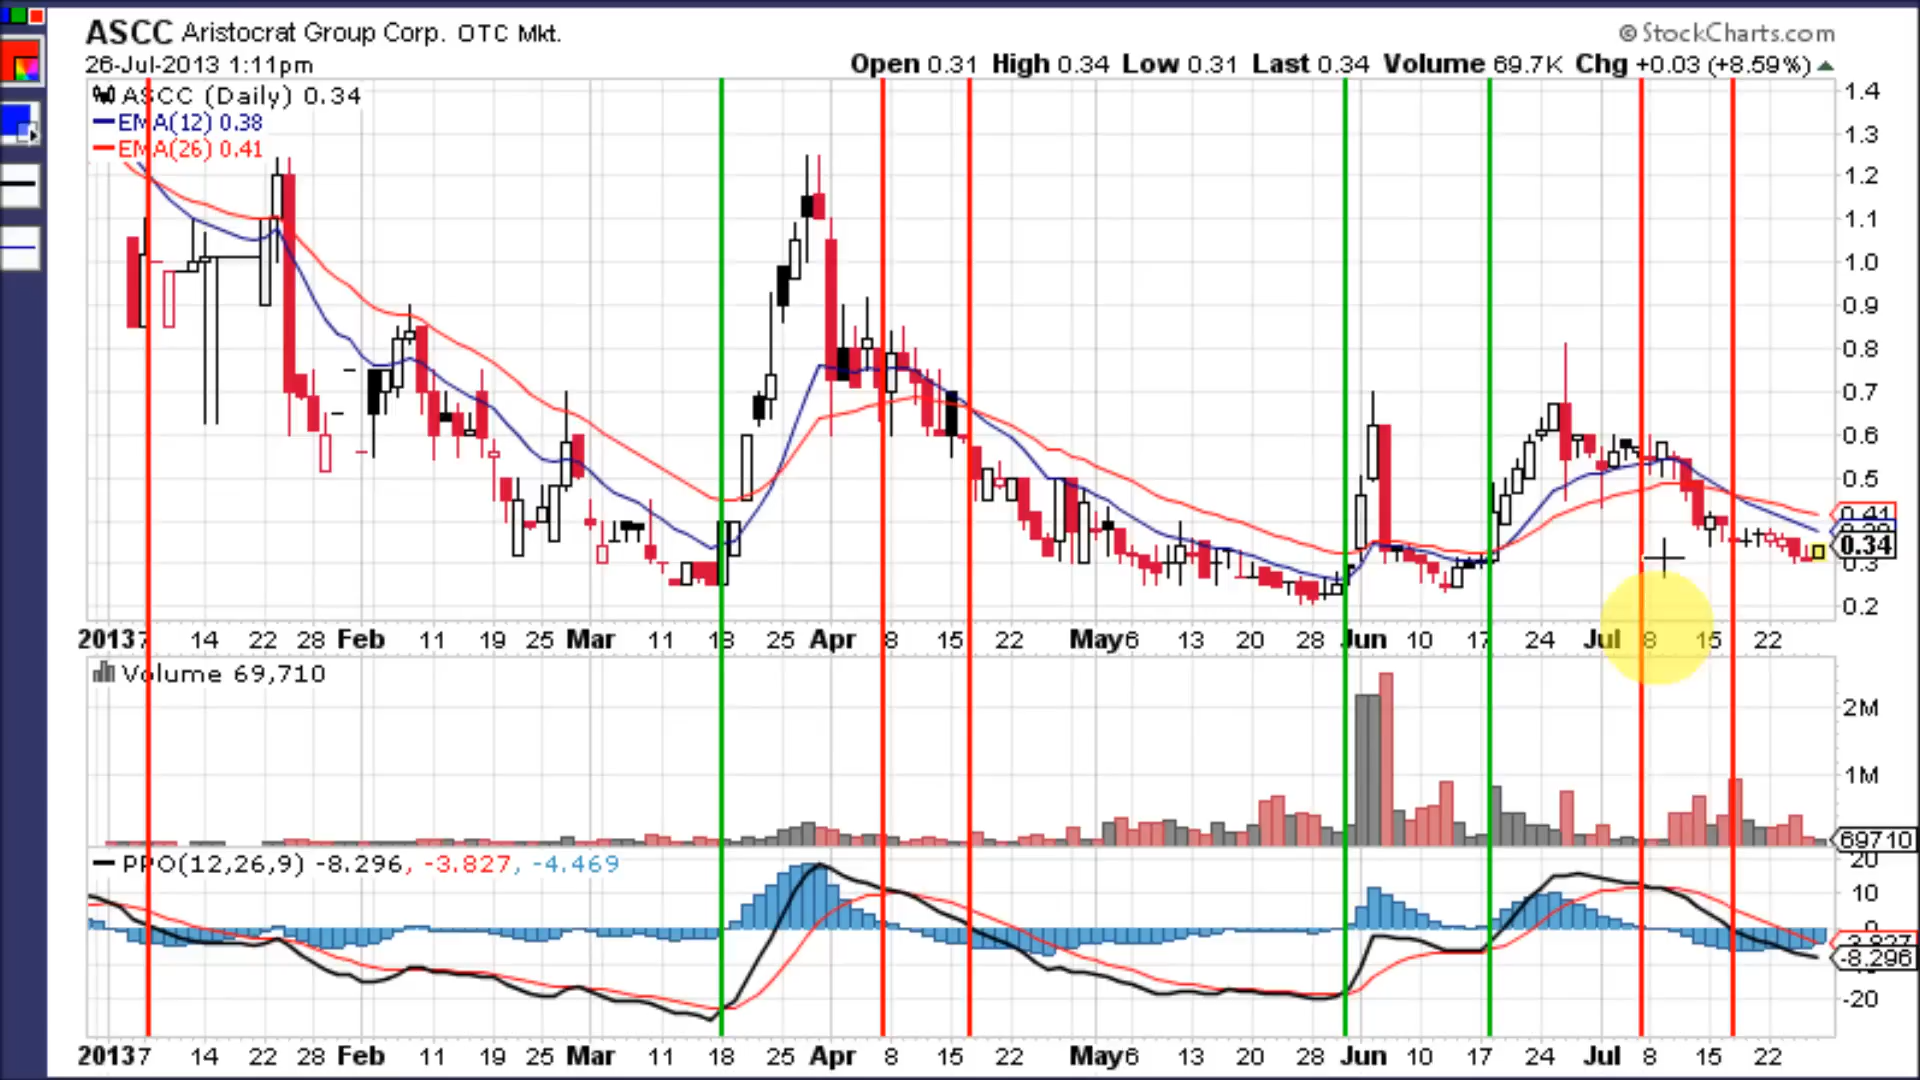 ASCC Aristocrat Group Corp. OTC Mkt.
© StockCharts.com
26-Jul-2013 1:11pm
Open 0.31 High 0.34 Low 0.31 Last 0.34 Volume 69.7K Chg +0.03 (+8.59%)
ASCC (Daily) 0.34
EMA(12) 0.38
EMA(26) 0.41
1.4
1.3
1.2
1.1
1.0
0.9
0.8
0.7
0.6
0.5
0.41
0.34
0.3
0.2
2013 7 14 22 28 Feb 11 19 25 Mar 11 18 25 Apr 8 15 22 May 6 13 20 28 Jun 10 17 24 Jul 8 15 22
Volume 69,710
2M
1M
69710
PPO(12,26,9) -8.296, -3.827, -4.469
20
10
0
-3.827
-8.296
-20
2013 7 14 22 28 Feb 11 19 25 Mar 11 18 25 Apr 8 15 22 May 6 13 20 28 Jun 10 17 24 Jul 8 15 22